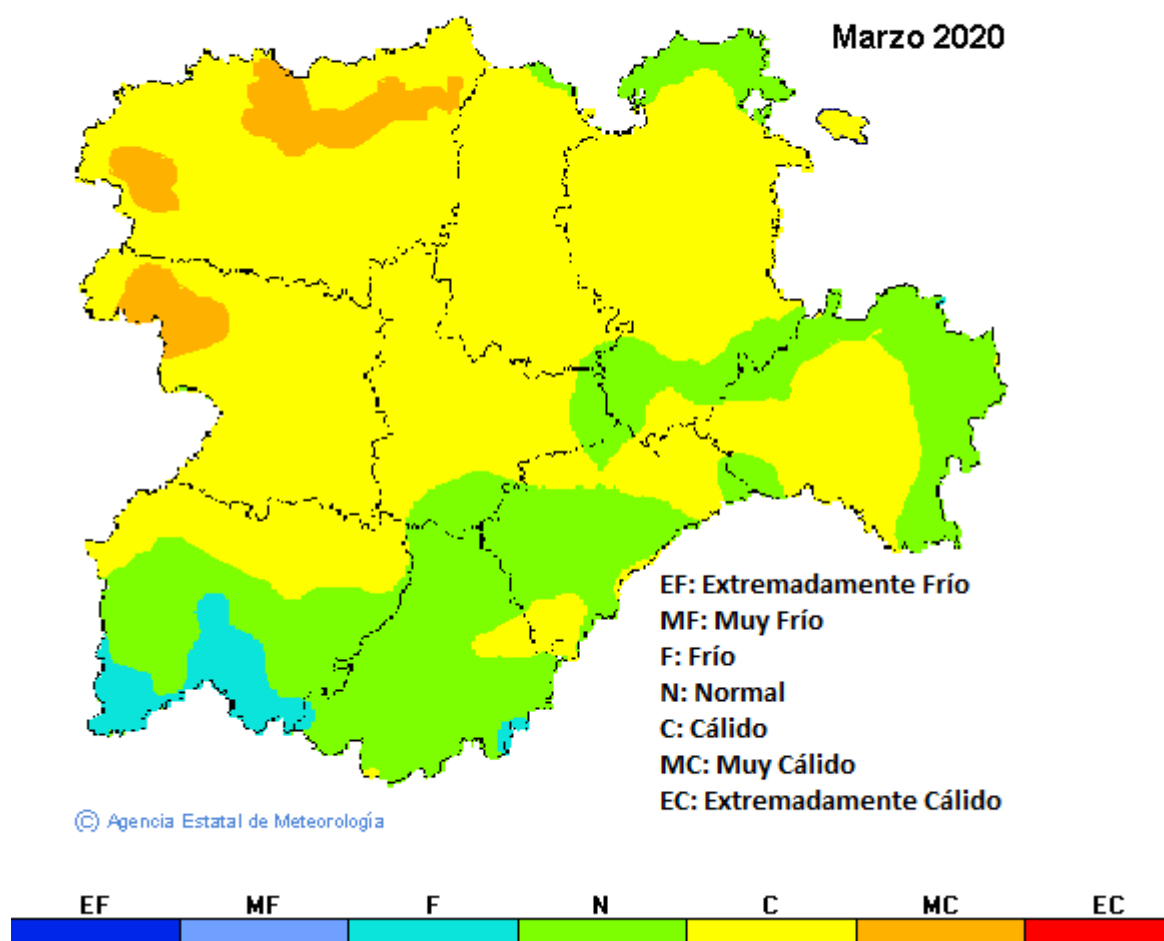 Marzo 2020
EF: Extremadamente Frío
MF: Muy Frío
F: Frío
N: Normal
C: Cálido
MC: Muy Cálido
EC: Extremadamente Cálido
© Agencia Estatal de Meteorología
EF MF F N C MC EC